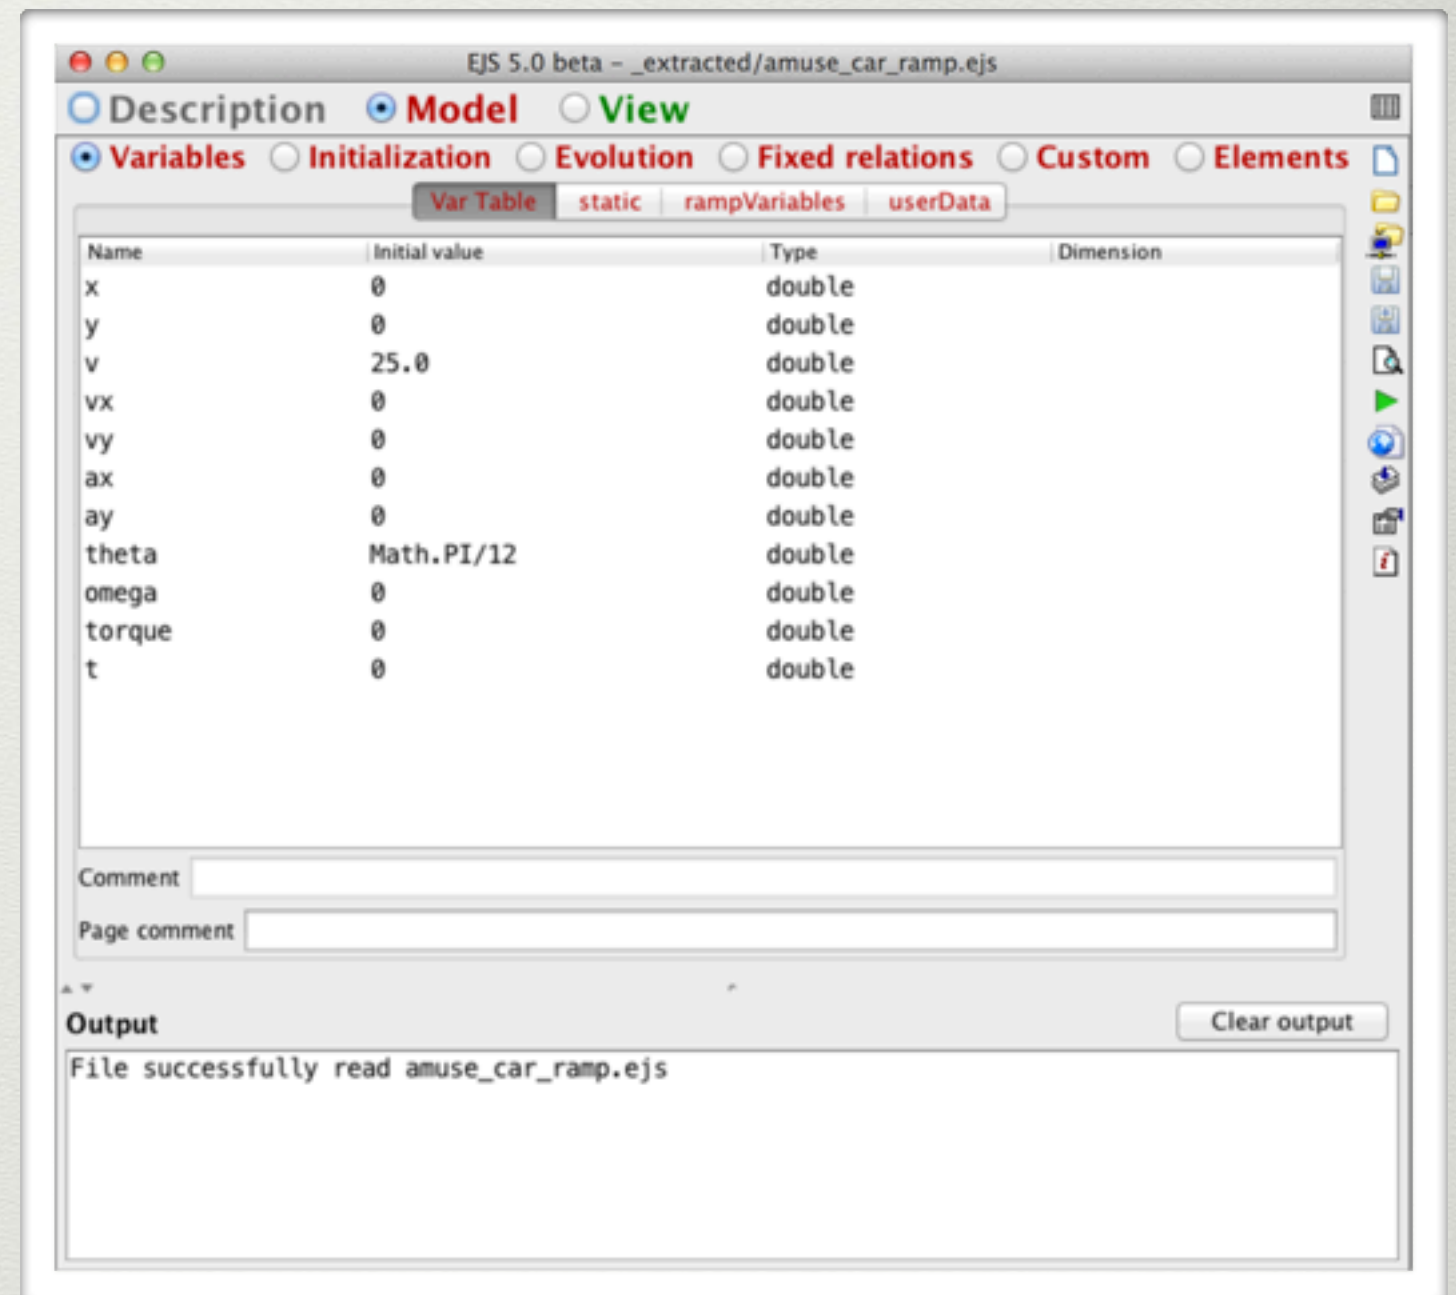 EJS 5.0 beta – _extracted/amuse_car_ramp.ejs
Description Model View
Variables Initialization Evolution Fixed relations Custom Elements
Var Table static rampVariables userData
Name Initial value Type Dimension
x 0 double
y 0 double
v 25.0 double
vx 0 double
vy 0 double
ax 0 double
ay 0 double
theta Math.PI/12 double
omega 0 double
torque 0 double
t 0 double
Comment
Page comment
Output Clear output
File successfully read amuse_car_ramp.ejs